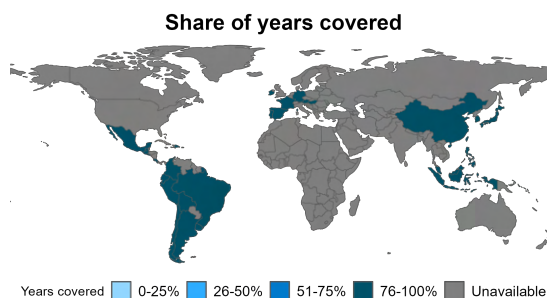 Share of years covered
Years covered 0-25% 26-50% 51-75% 76-100% Unavailable